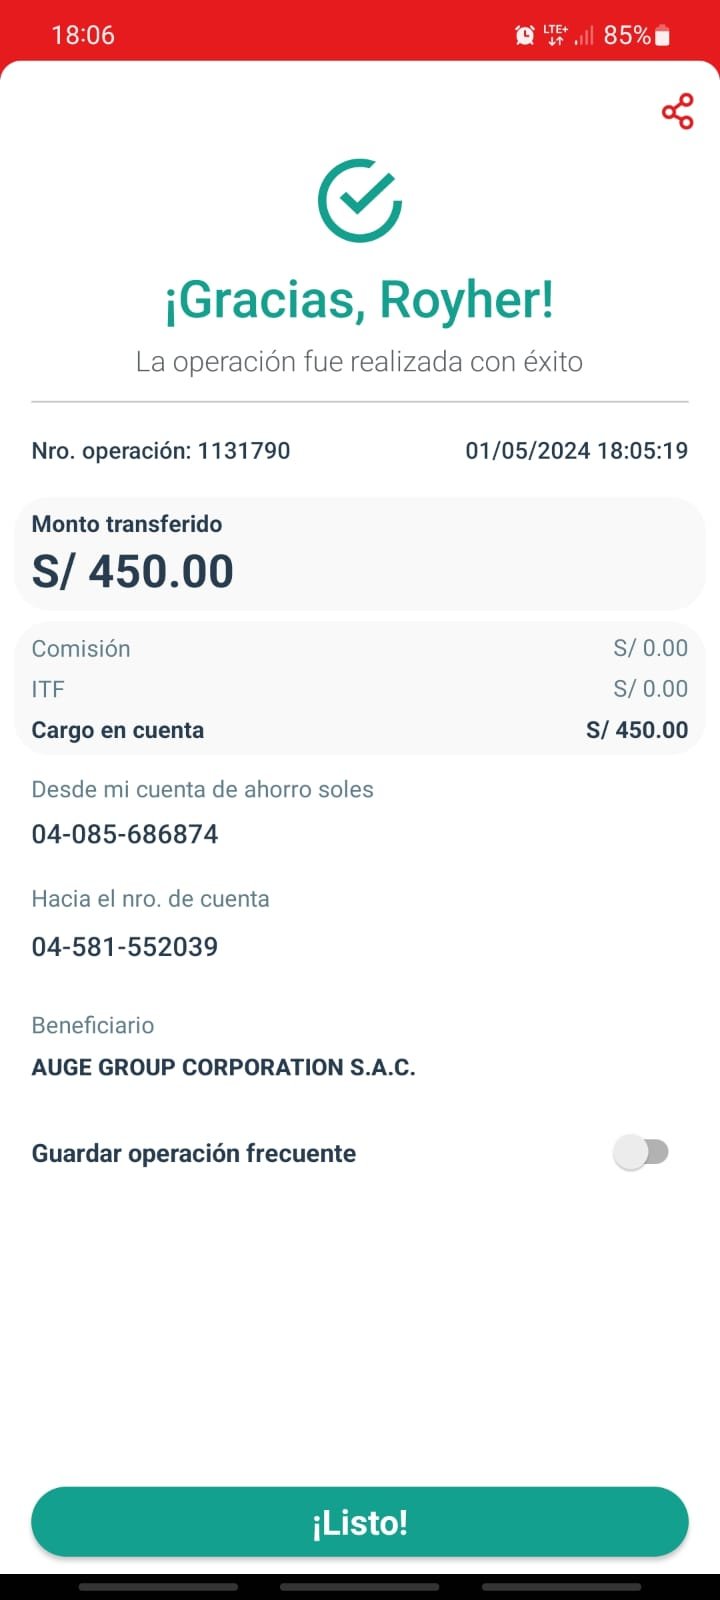 18:06 LTE+ 85%
¡Gracias, Royher!
La operación fue realizada con éxito
Nro. operación: 1131790 01/05/2024 18:05:19
Monto transferido
S/ 450.00
Comisión S/ 0.00
ITF S/ 0.00
Cargo en cuenta S/ 450.00
Desde mi cuenta de ahorro soles
04-085-686874
Hacia el nro. de cuenta
04-581-552039
Beneficiario
AUGE GROUP CORPORATION S.A.C.
Guardar operación frecuente
¡Listo!